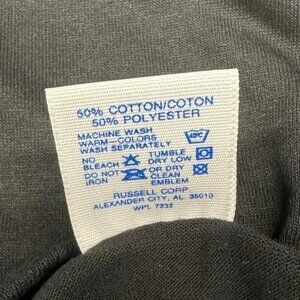 50% COTTON/COTON
50% POLYESTER
MACHINE WASH
WARM-COLORS
WASH SEPARATELY
40°C
NO BLEACH TUMBLE DRY LOW
DO NOT IRON OR DRY CLEAN EMBLEM
RUSSELL CORP
ALEXANDER CITY, AL. 35010
WPL 7232